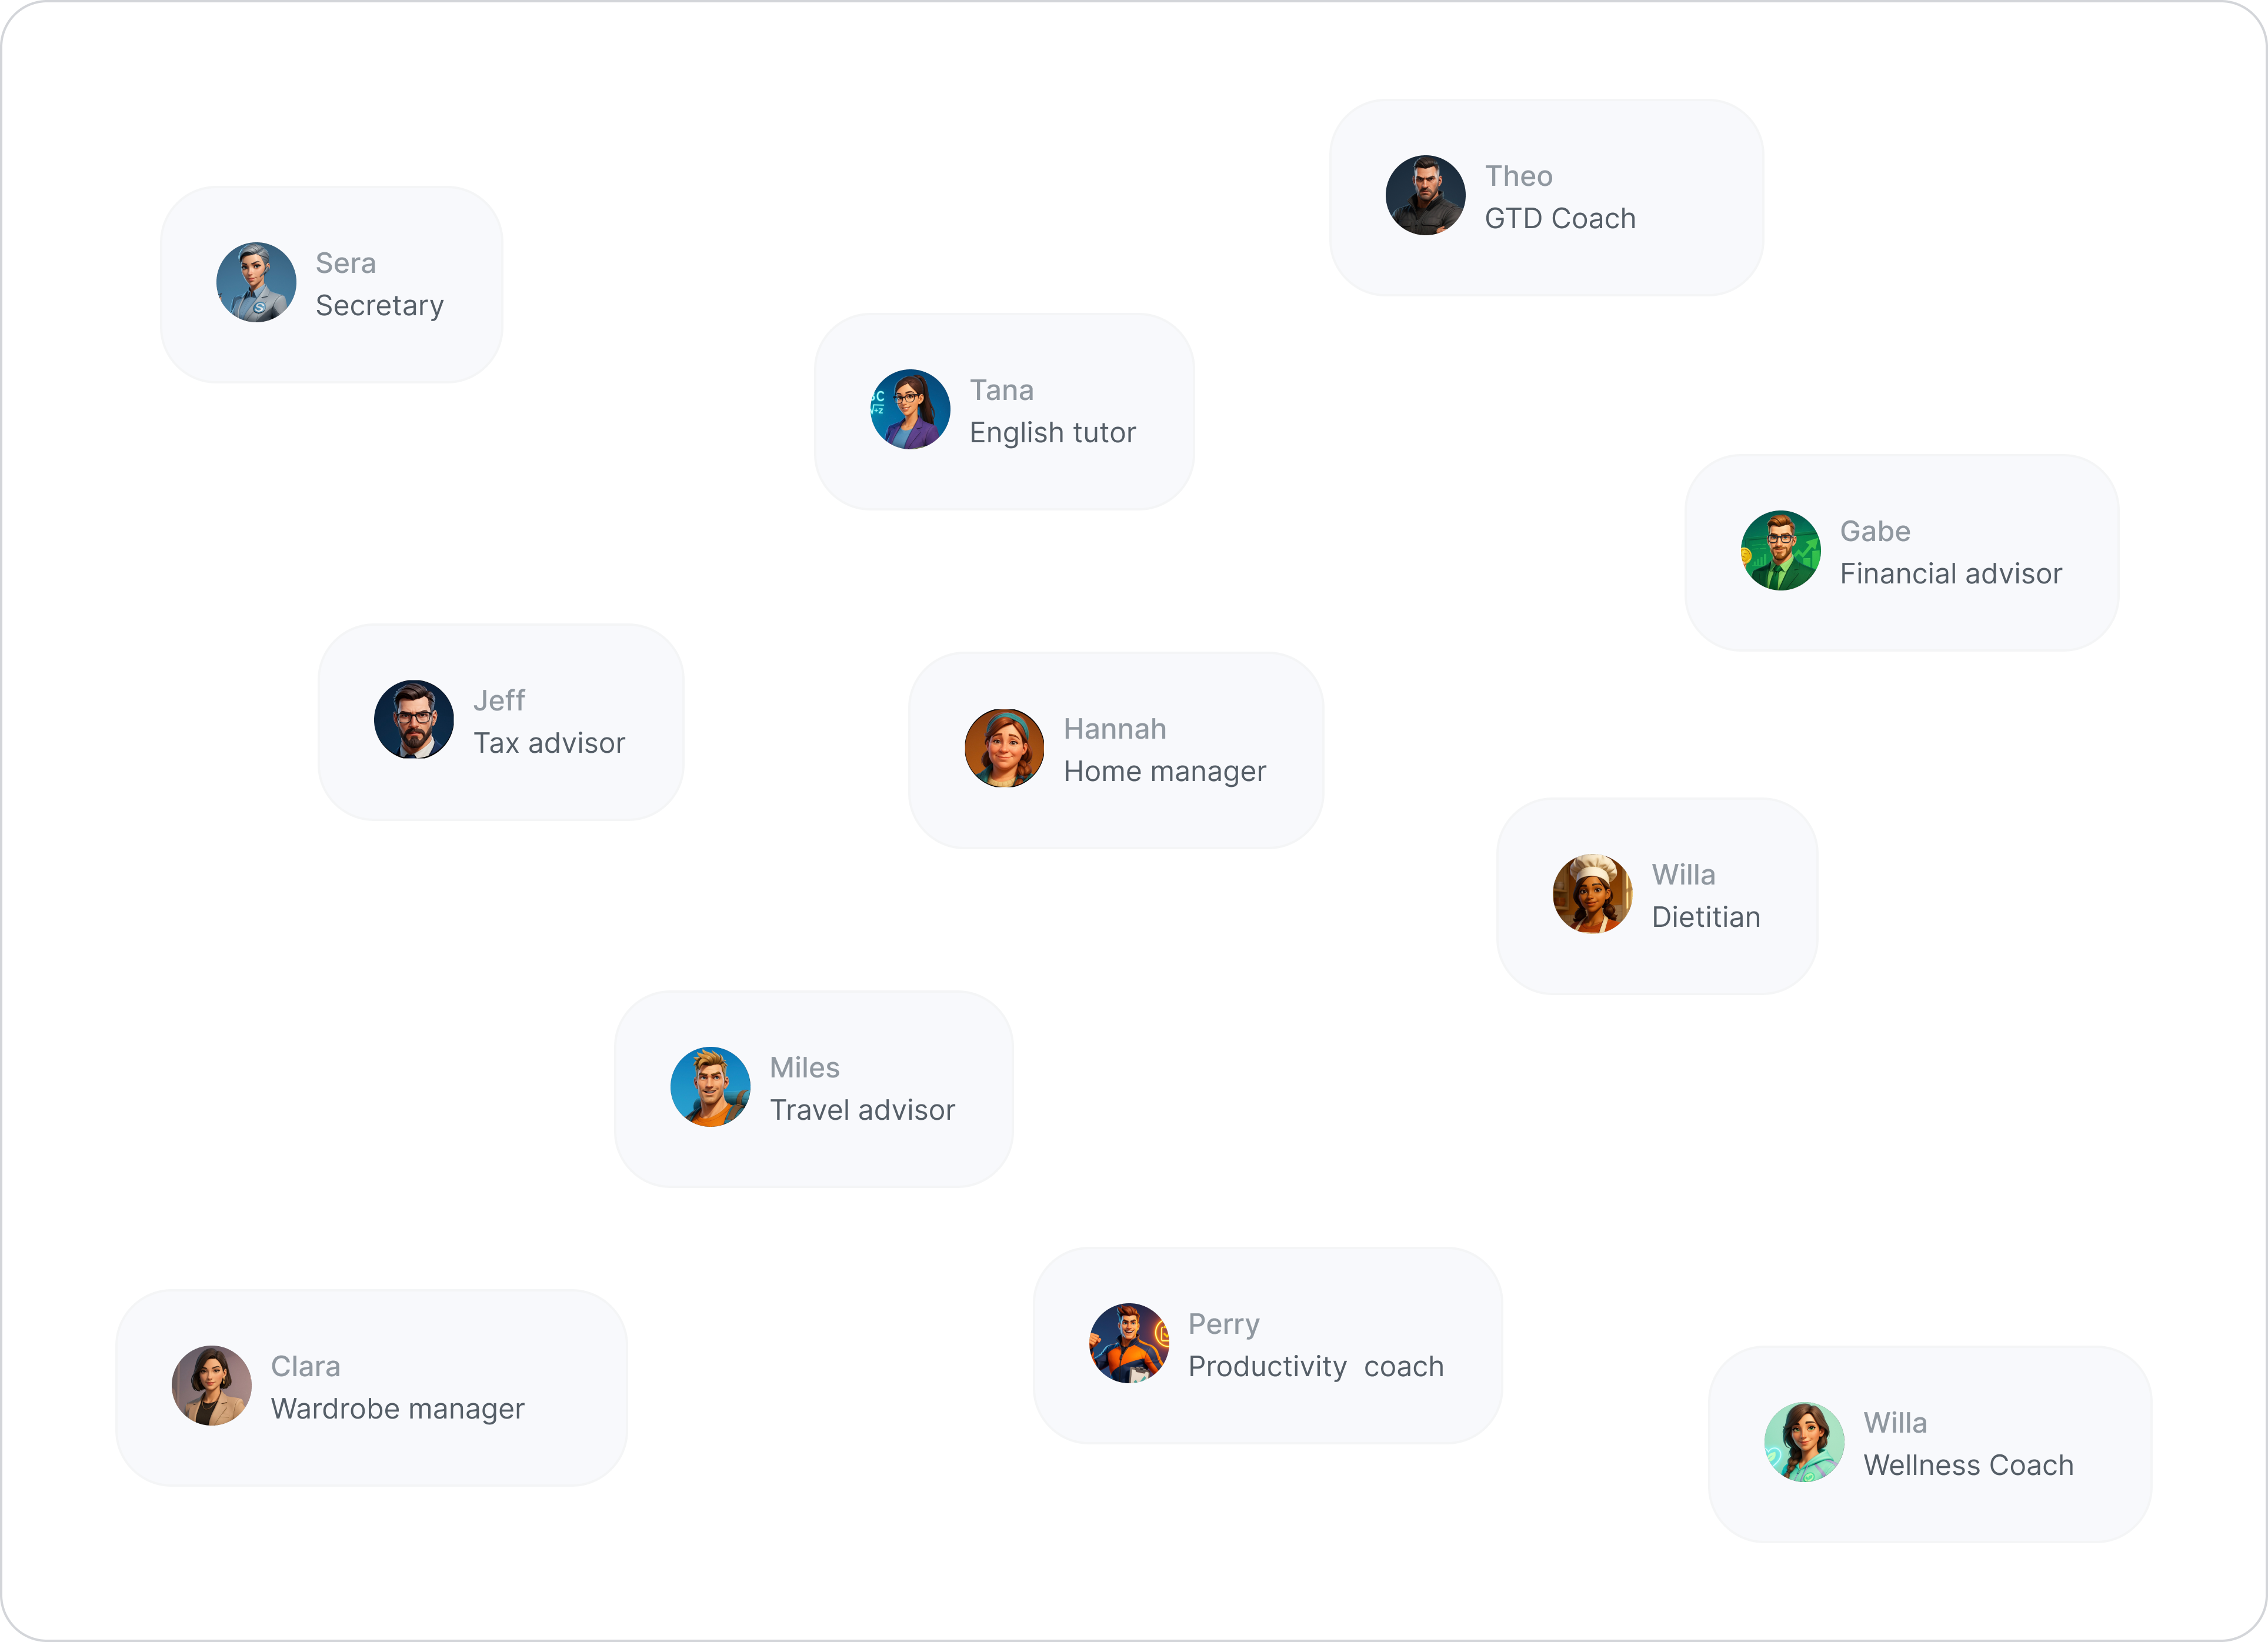 Theo
GTD Coach
Sera
Secretary
Tana
English tutor
Gabe
Financial advisor
Jeff
Tax advisor
Hannah
Home manager
Willa
Dietitian
Miles
Travel advisor
Perry
Productivity  coach
Clara
Wardrobe manager
Willa
Wellness Coach